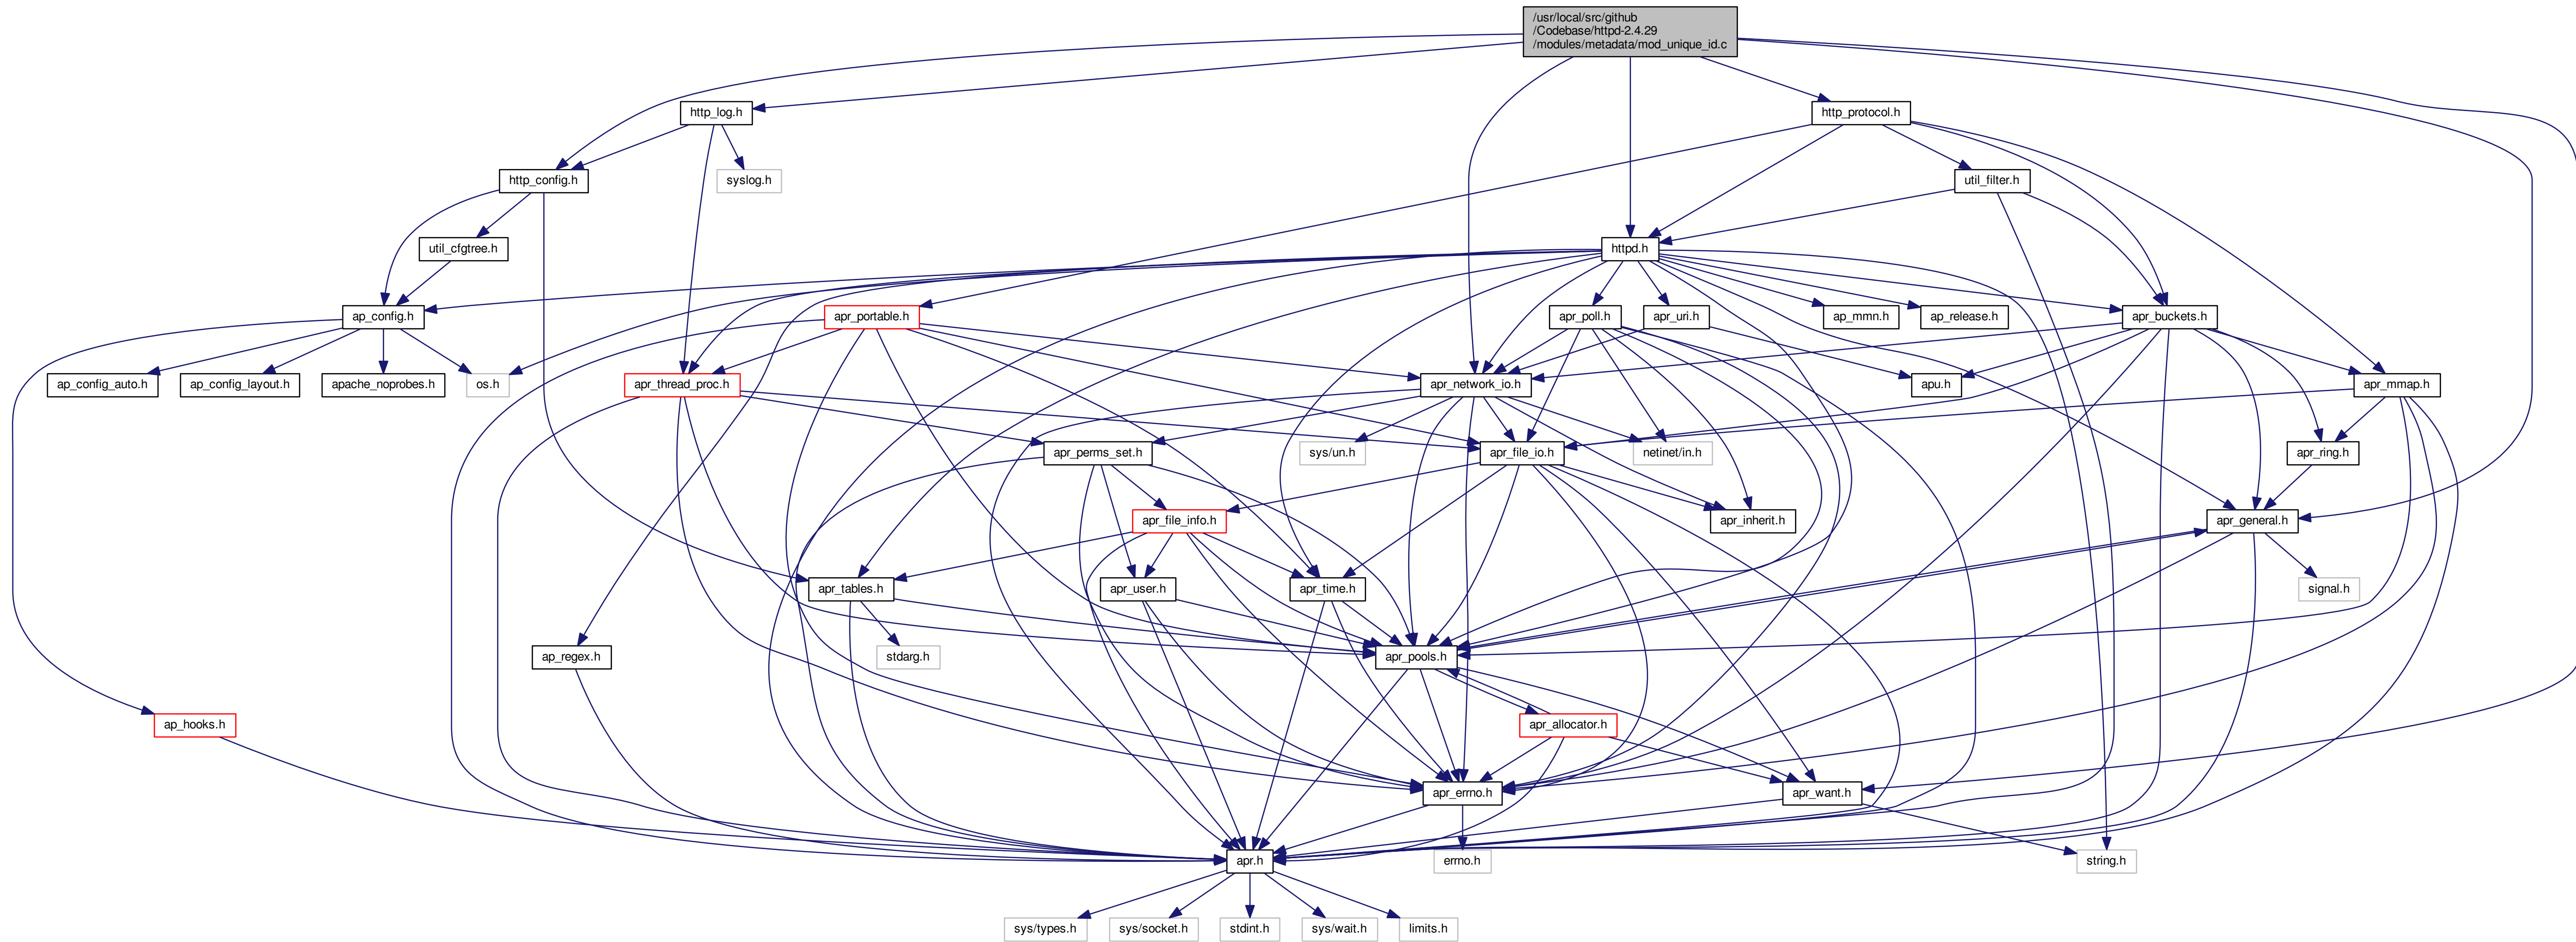 /usr/local/src/github
/Codebase/httpd-2.4.29
/modules/metadata/mod_unique_id.c
http_log.h
http_protocol.h
http_config.h
syslog.h
util_filter.h
util_cfgtree.h
httpd.h
ap_config.h
apr_portable.h
apr_poll.h
apr_uri.h
ap_mmn.h
ap_release.h
apr_buckets.h
ap_config_auto.h
ap_config_layout.h
apache_noprobes.h
os.h
apr_thread_proc.h
apr_network_io.h
apu.h
apr_mmap.h
apr_perms_set.h
sys/un.h
apr_file_io.h
netinet/in.h
apr_ring.h
apr_file_info.h
apr_inherit.h
apr_general.h
apr_tables.h
apr_user.h
apr_time.h
signal.h
ap_regex.h
stdarg.h
apr_pools.h
ap_hooks.h
apr_allocator.h
apr_errno.h
apr_want.h
apr.h
errno.h
string.h
sys/types.h
sys/socket.h
stdint.h
sys/wait.h
limits.h